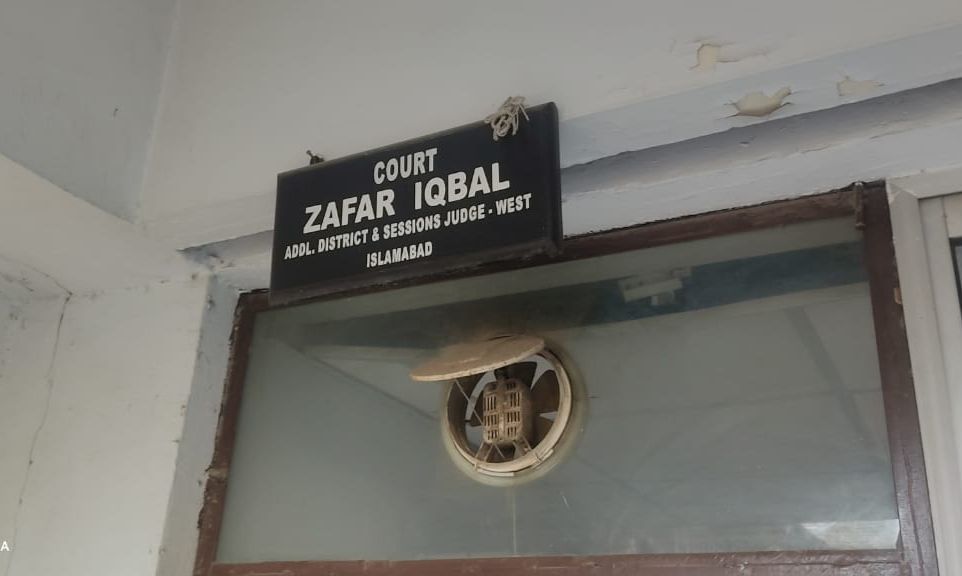 COURT
ZAFAR IQBAL
ADDL. DISTRICT & SESSIONS JUDGE - WEST
ISLAMABAD
A